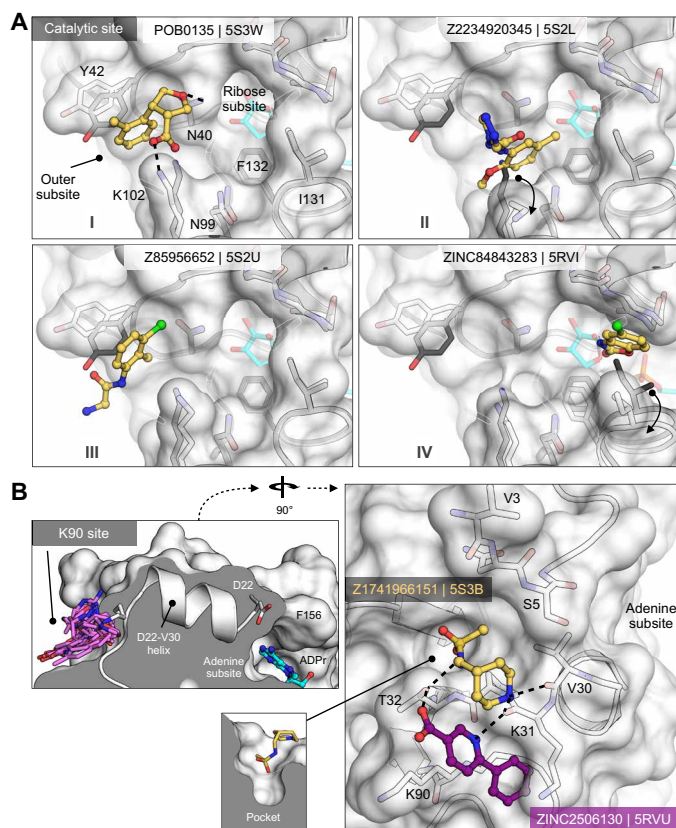 A
Catalytic site
POB0135 | 5S3W
Y42
Ribose
subsite
N40
F132
Outer
subsite
K102
I131
I
N99
Z2234920345 | 5S2L
II
Z85956652 | 5S2U
III
ZINC84843283 | 5RVI
IV
B
90°
K90 site
D22
D22-V30
helix
F156
Adenine
subsite
ADPr
Pocket
V3
Z1741966151 | 5S3B
S5
Adenine
subsite
V30
T32
K31
K90
ZINC2506130 | 5RVU